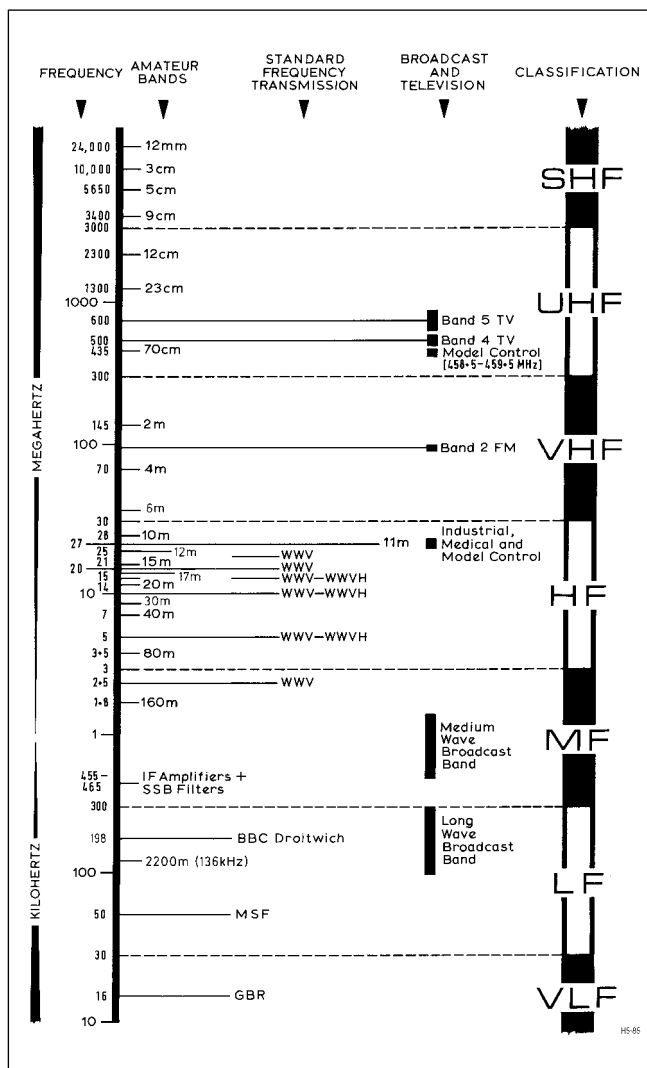 FREQUENCY
AMATEUR
BANDS
STANDARD
FREQUENCY
TRANSMISSION
BROADCAST
AND
TELEVISION
CLASSIFICATION
MEGAHERTZ
KILOHERTZ
24,000 12mm
10,000 3cm
5650 5cm
SHF
3400 9cm
3000
2300 12cm
1300 23cm
1000
UHF
600 Band 5 TV
500 Band 4 TV
435 70cm Model Control
[458·5-459·5 MHz]
300
145 2m
100
VHF
Band 2 FM
70 4m
6m
30
28 10m
27 11m
Industrial,
Medical and
Model Control
25 12m WWV
21 15m
20 WWV
15 17m WWV-WWVH
14 20m
10 WWV-WWVH
30m
HF
7 40m
5 WWV-WWVH
3·5 80m
3
2·5 WWV
1·8 160m
1
MF
Medium
Wave
Broadcast
Band
455-
465
IF Amplifiers +
SSB Filters
300
198 BBC Droitwich
Long
Wave
Broadcast
Band
2200m (136kHz)
100
LF
50 MSF
30
16 GBR
VLF
10
HS-85